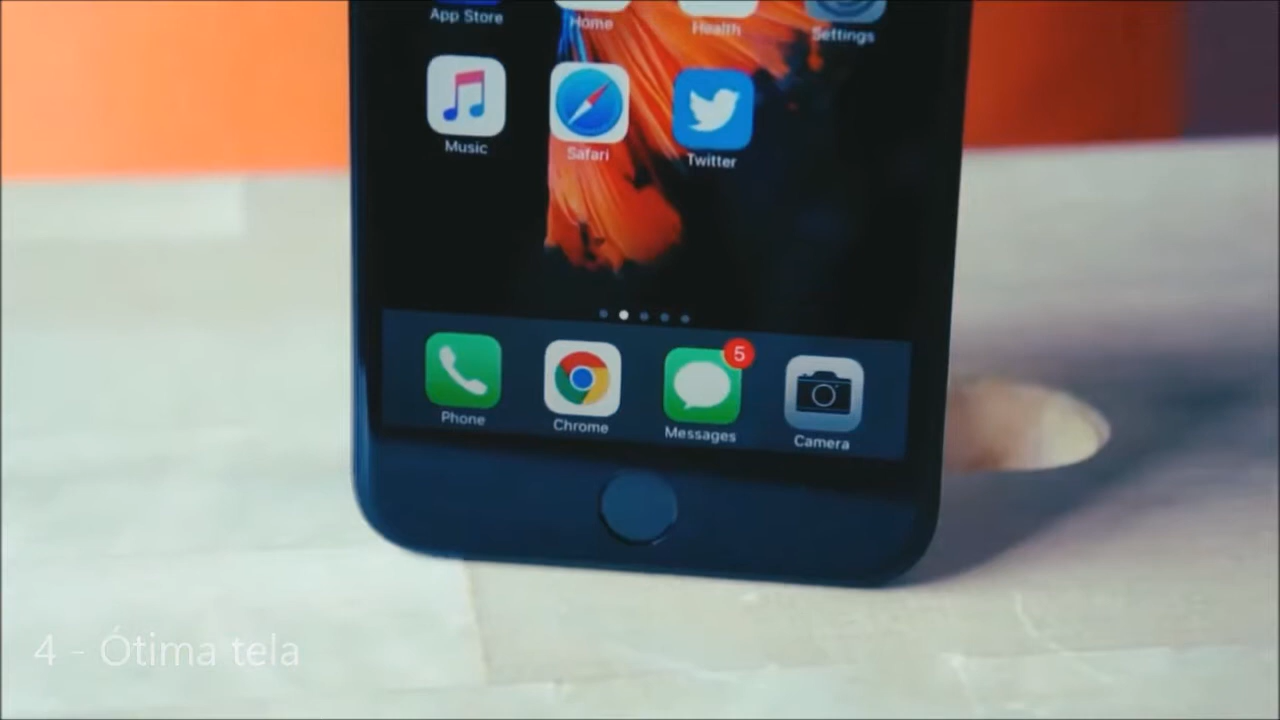 App Store Home Health Settings
Music Safari Twitter
5
Phone Chrome Messages Camera
4 - Ótima tela